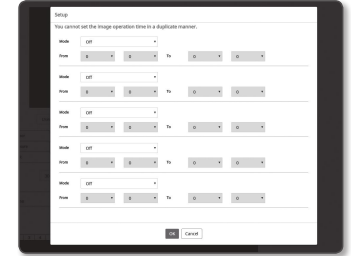 Setup
You cannot set the image operation time in a duplicate manner.
Mode Off
From 0 0 To 0 0
Mode Off
From 0 0 To 0 0
Mode Off
From 0 0 To 0 0
Mode Off
From 0 0 To 0 0
Mode Off
From 0 0 To 0 0
OK Cancel